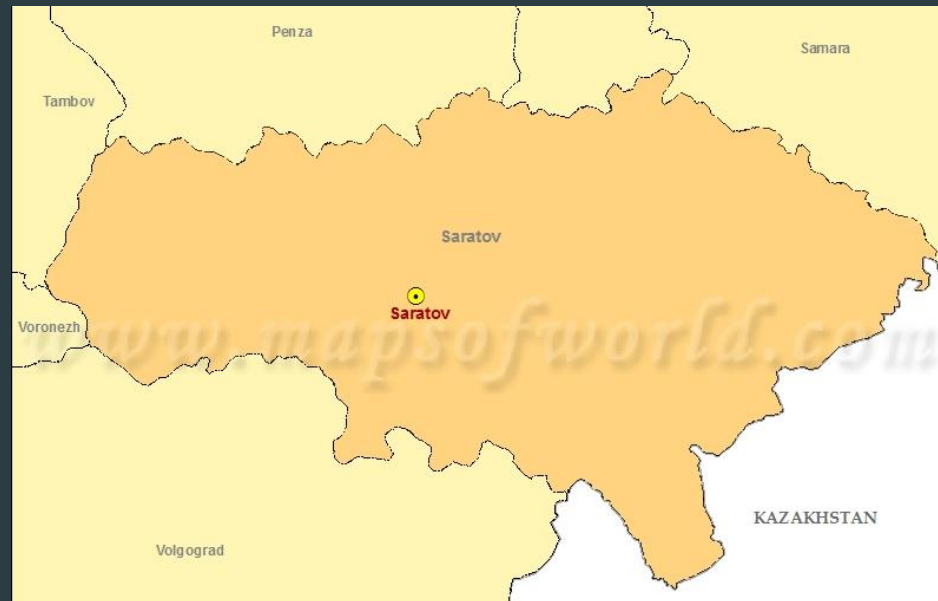 Penza
Samara
Tambov
Saratov
Saratov
Voronezh
www.mapsofworld.com
KAZAKHSTAN
Volgograd